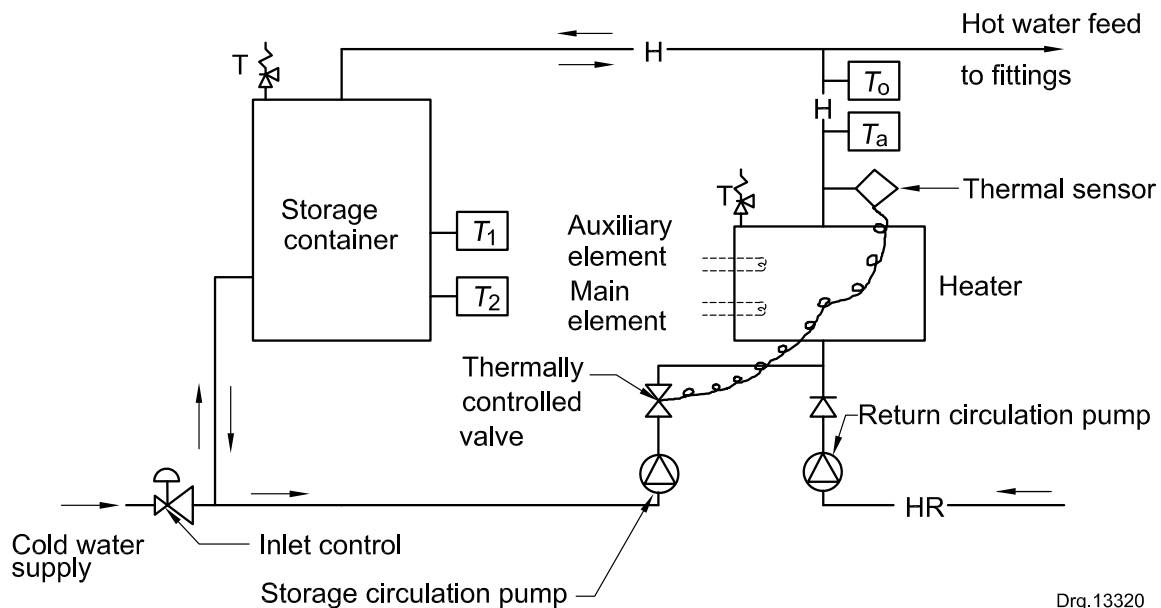 Hot water feed
to fittings
H
T
To
H
Ta
Thermal sensor
T
Storage
container
T1
T2
Auxiliary
element
Main
element
Heater
Thermally
controlled
valve
Return circulation pump
HR
Cold water
supply
Inlet control
Storage circulation pump
Drg.13320